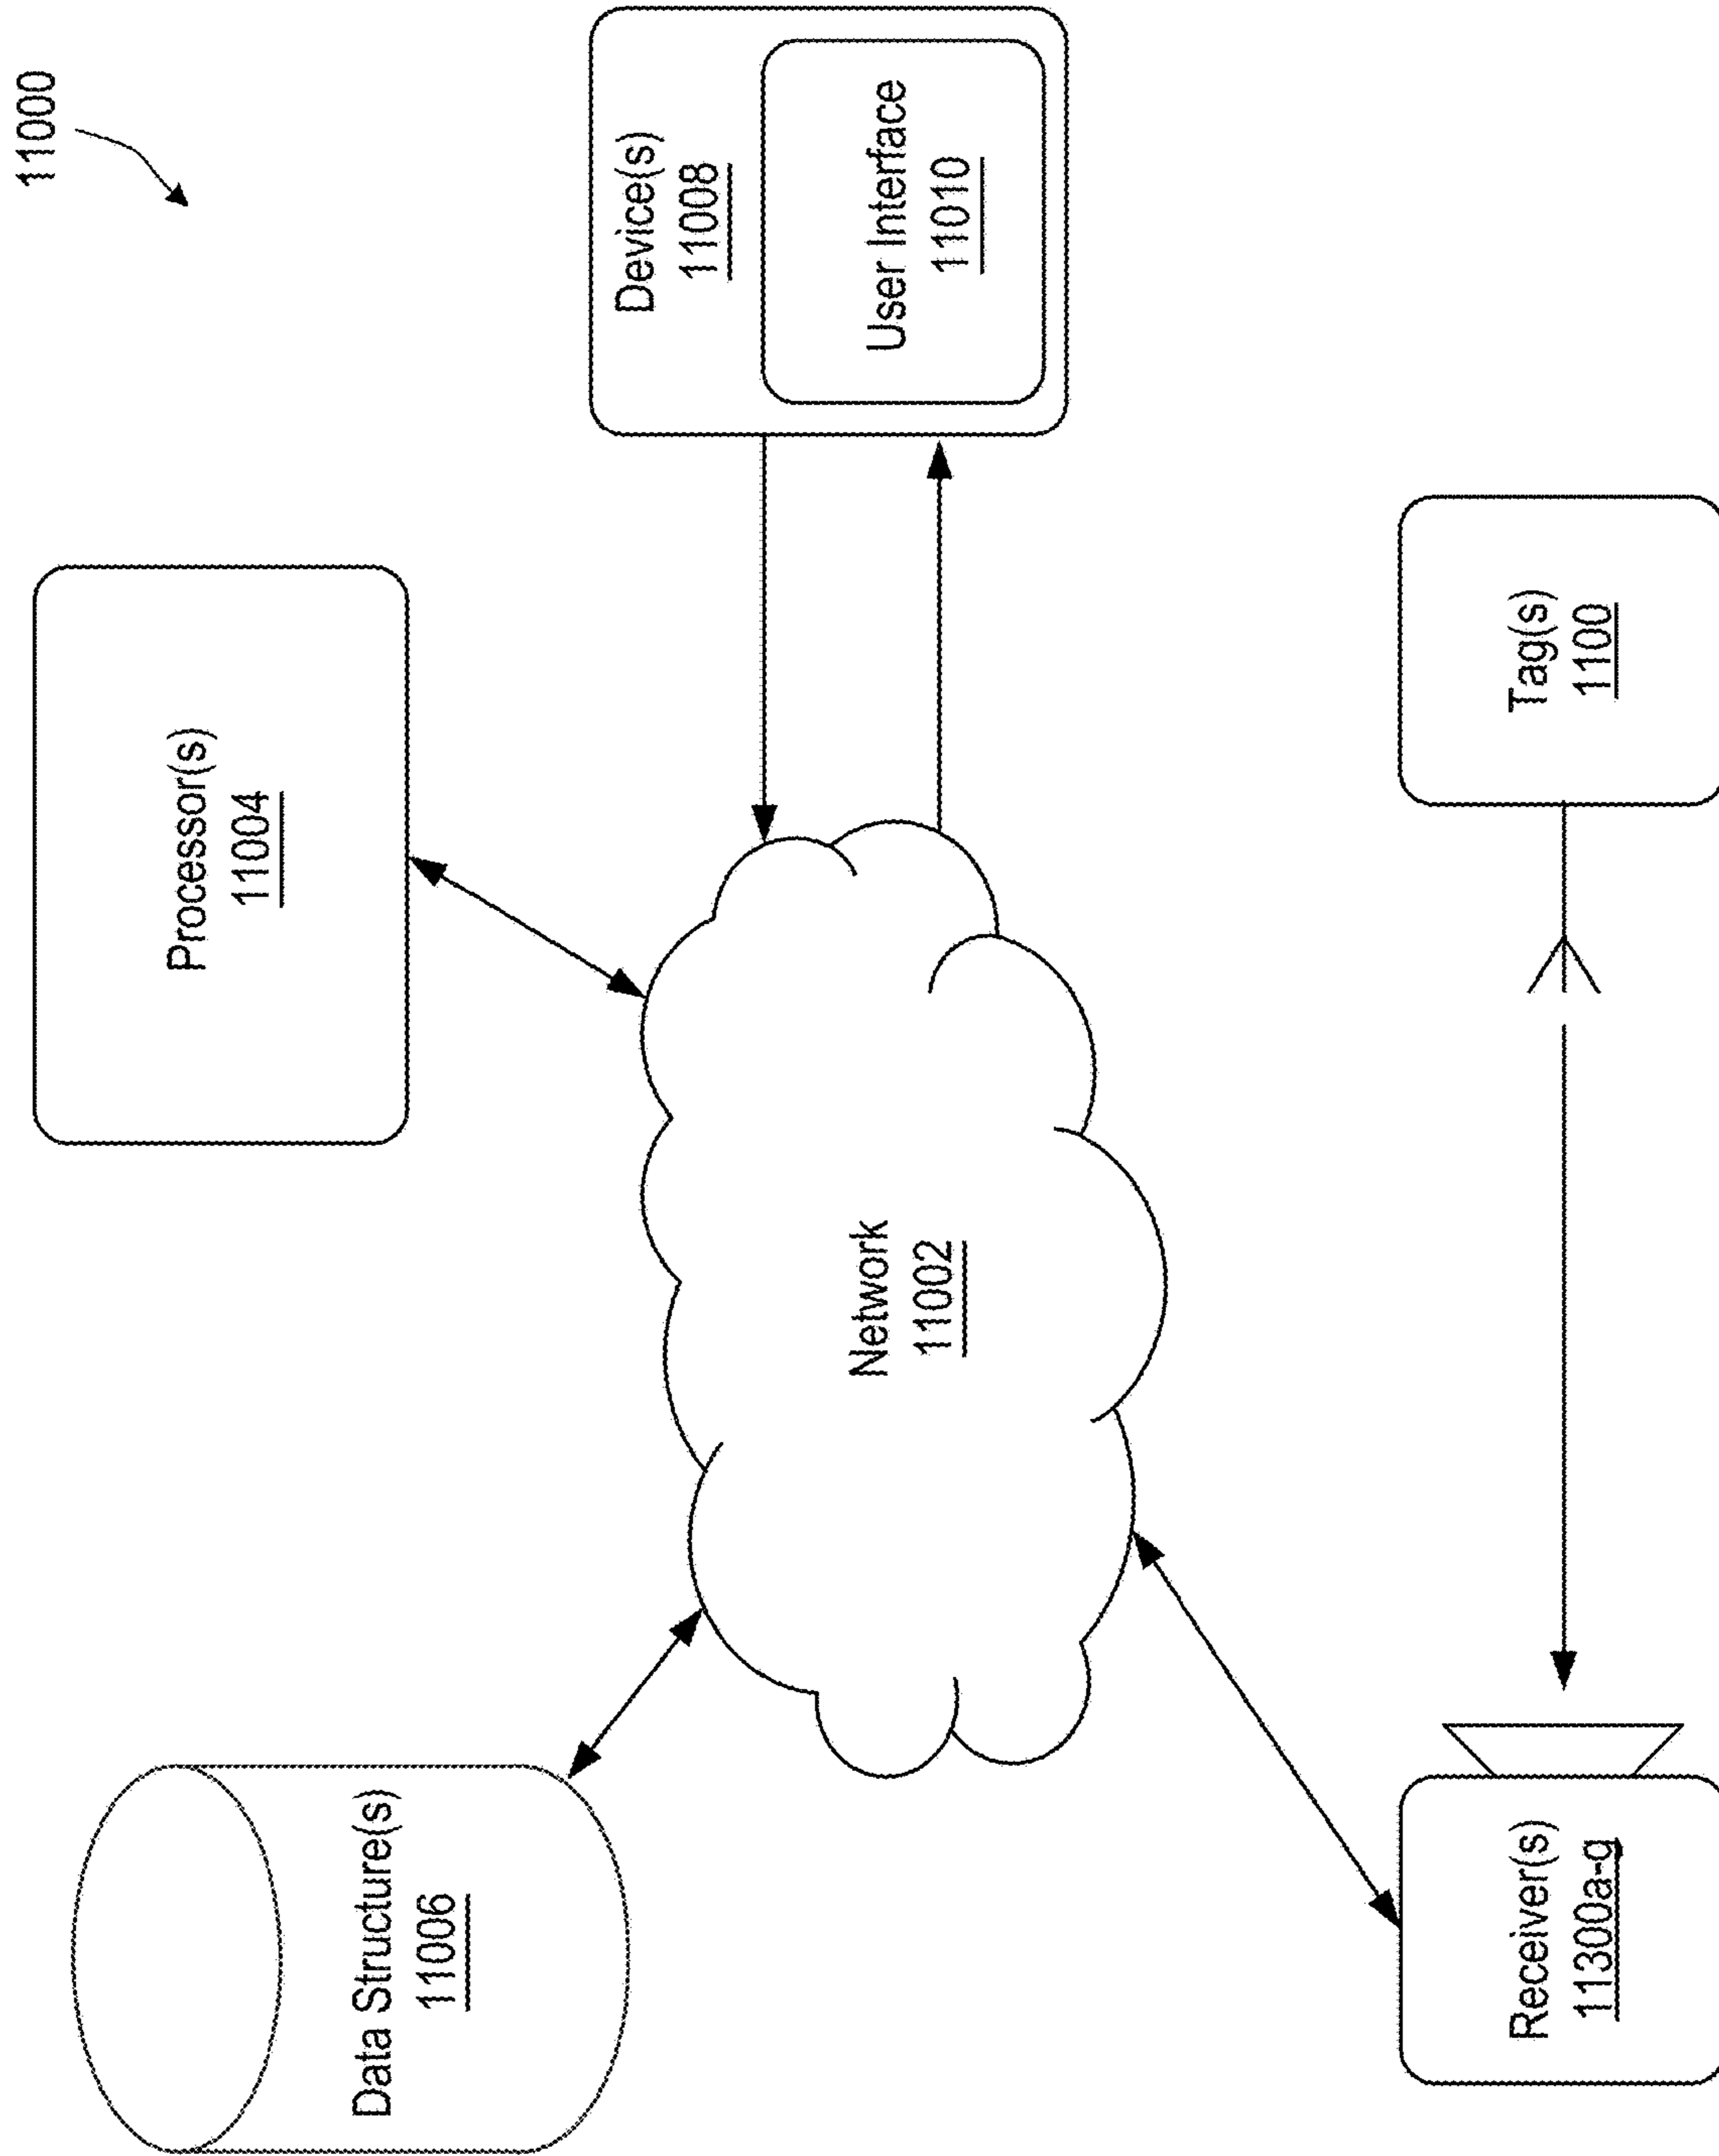 11000
Data Structure(s)
11006
Processor(s)
11004
Device(s)
11008
User Interface
11010
Network
11002
Receiver(s)
11300a-g
Tag(s)
1100